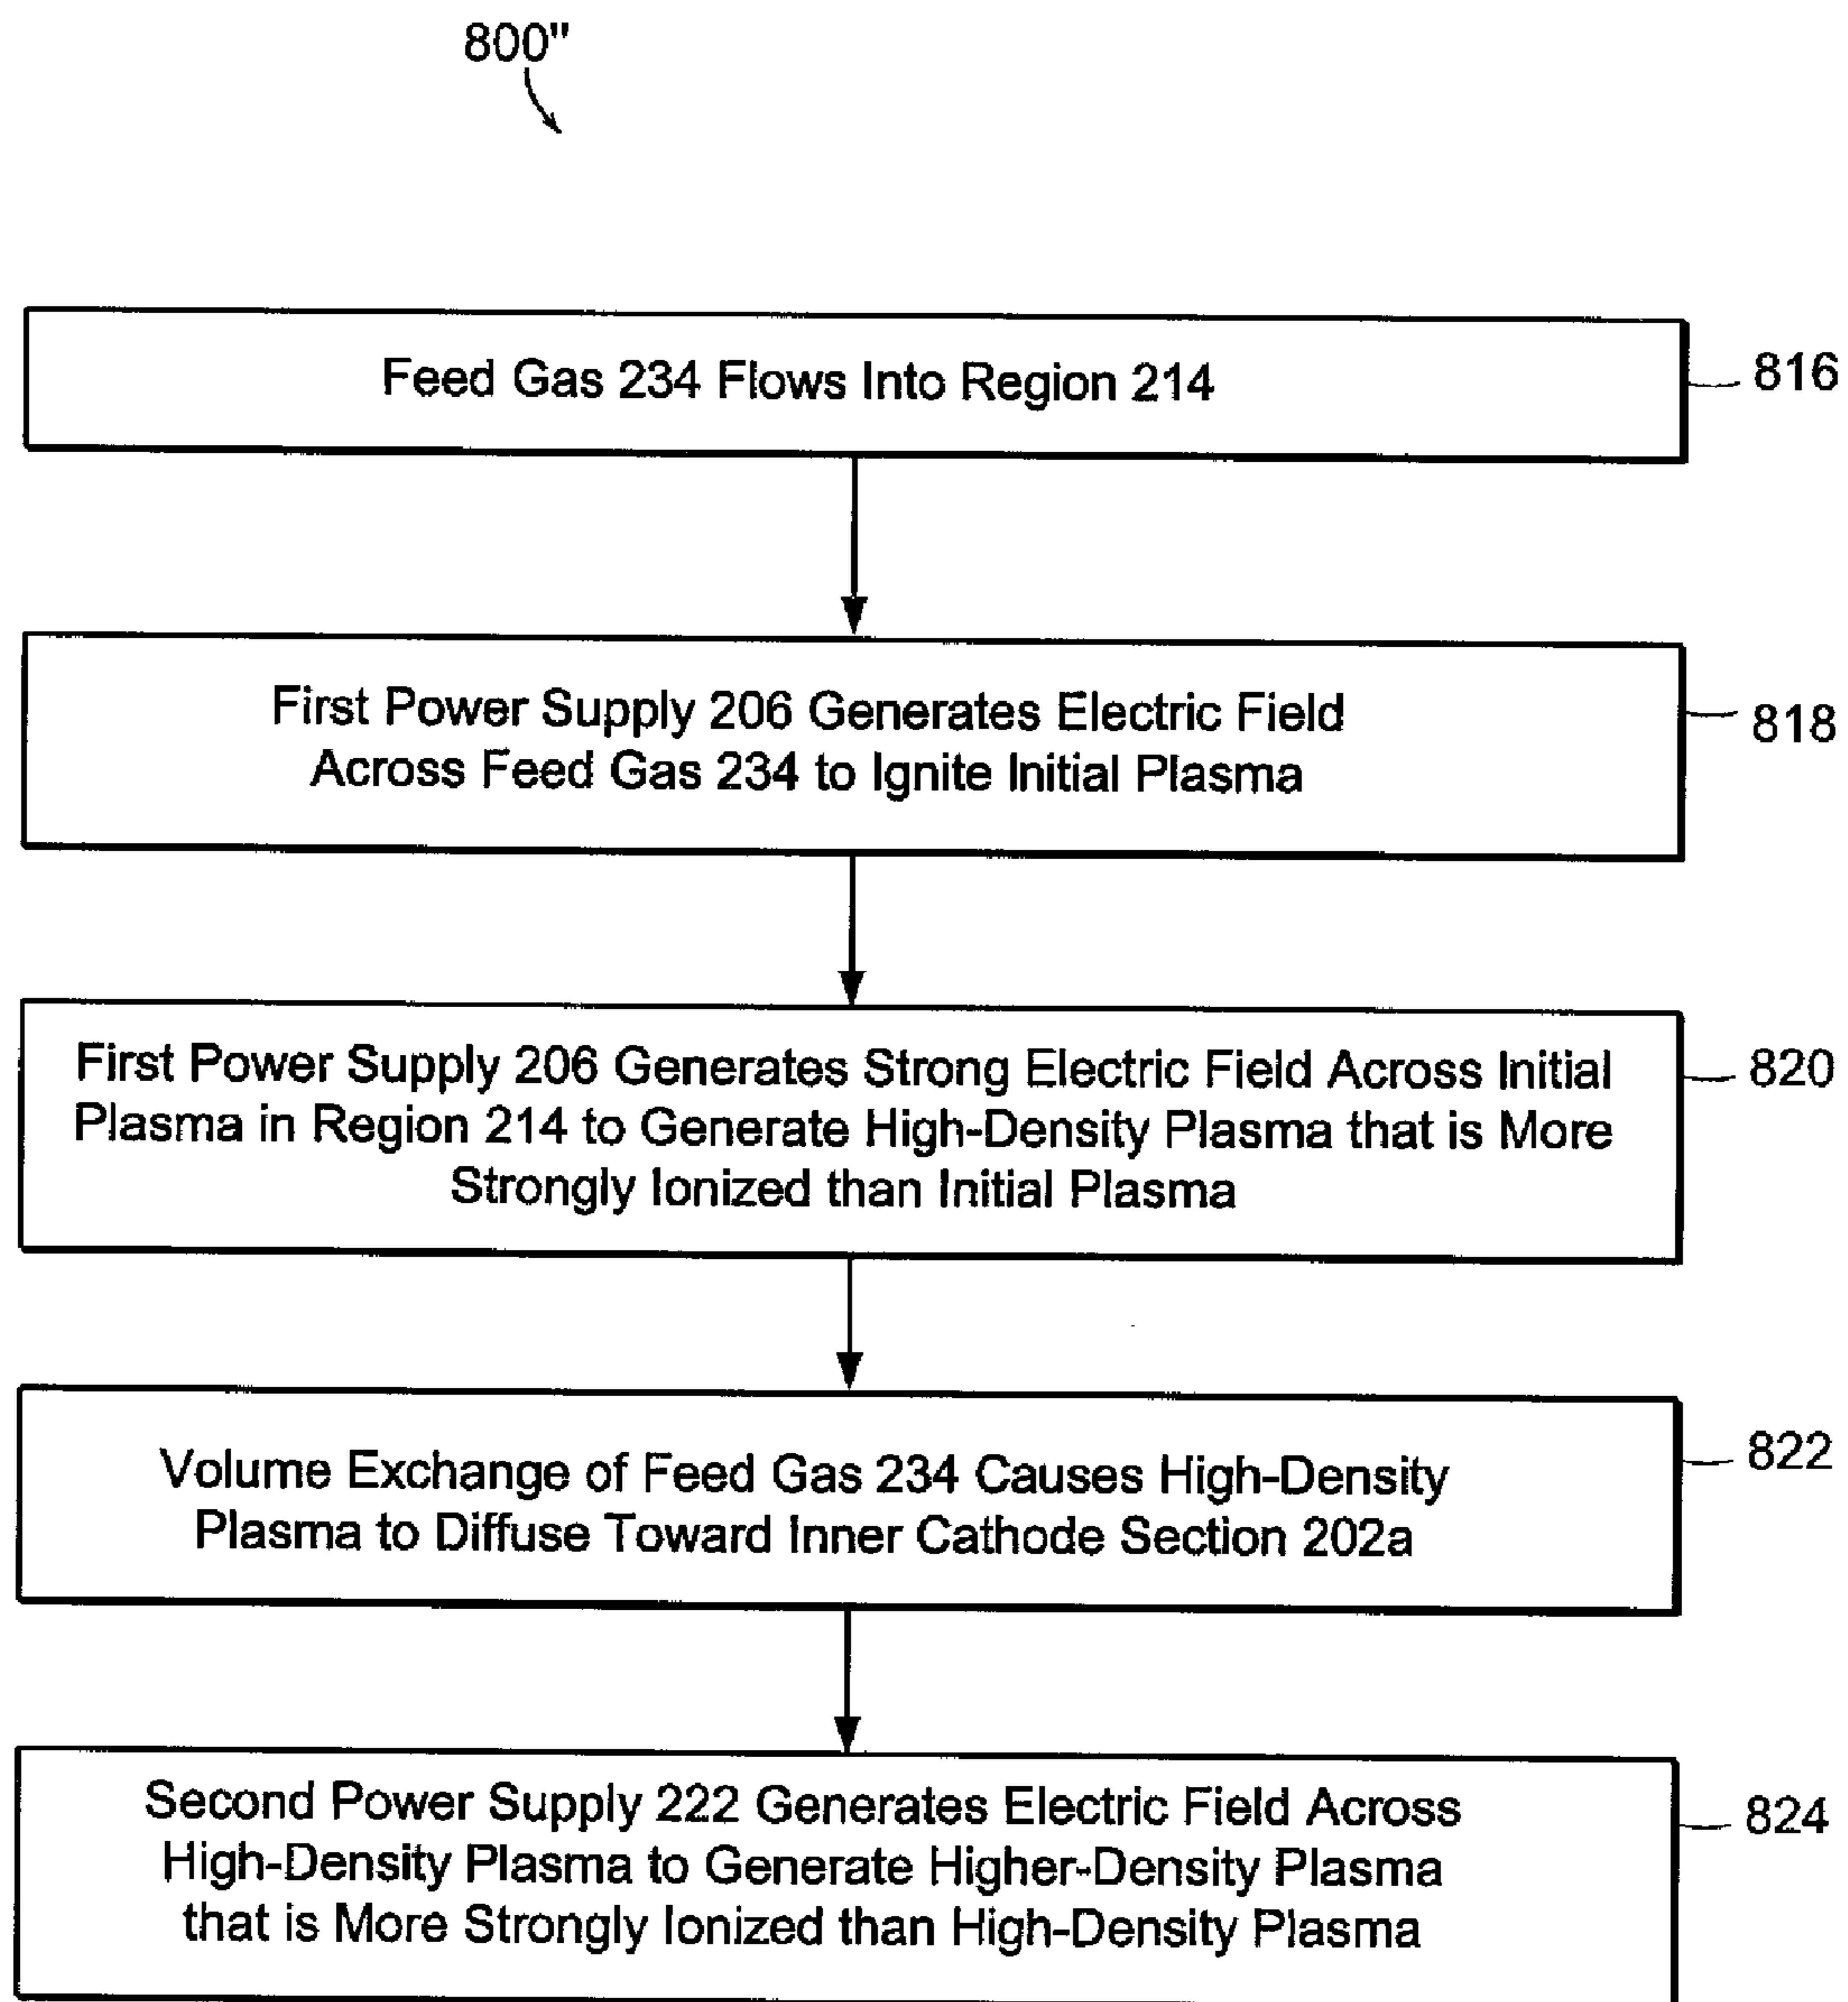 800"
Feed Gas 234 Flows Into Region 214
816
First Power Supply 206 Generates Electric Field
Across Feed Gas 234 to Ignite Initial Plasma
818
First Power Supply 206 Generates Strong Electric Field Across Initial
Plasma in Region 214 to Generate High-Density Plasma that is More
Strongly Ionized than Initial Plasma
820
Volume Exchange of Feed Gas 234 Causes High-Density
Plasma to Diffuse Toward Inner Cathode Section 202a
822
Second Power Supply 222 Generates Electric Field Across
High-Density Plasma to Generate Higher-Density Plasma
that is More Strongly Ionized than High-Density Plasma
824